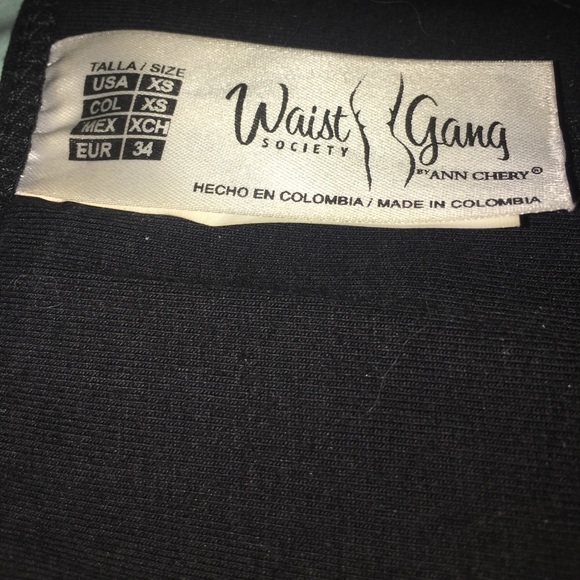 TALLA / SIZE
USA XS
COL XS
MEX XCH
EUR 34
Waist Gang
SOCIETY
BY ANN CHERY®
HECHO EN COLOMBIA / MADE IN COLOMBIA